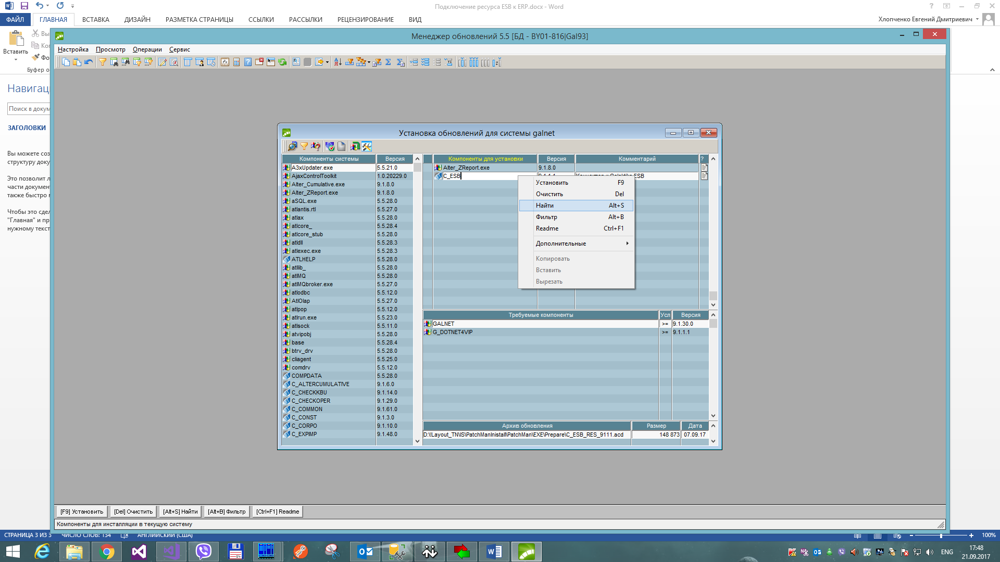 Подключение ресурса ESB к ERP.docx - Word
ФАЙЛ ГЛАВНАЯ ВСТАВКА ДИЗАЙН РАЗМЕТКА СТРАНИЦЫ ССЫЛКИ РАССЫЛКИ РЕЦЕНЗИРОВАНИЕ ВИД Хлопченко Евгений Дмитриевич
Вы
Ко
Вставить
Фо
Буфер о
Навигац
Поиск в докум
ЗАГОЛОВКИ
Вы можете соз
структуру доку
Это позволит л
части документ
также быстро
Чтобы это сдел
"Главная" и пр
нужному текст
Менеджер обновлений 5.5 [БД - BY01-816|Gal93]
Настройка Просмотр Операции Сервис
Установка обновлений для системы galnet
Компоненты системы Версия
A3xUpdater.exe 5.5.21.0
AjaxControlToolkit 1.0.20229.0
Alter_Cumulative.exe 9.1.8.0
Alter_ZReport.exe 9.1.8.0
aSQL.exe 5.5.28.0
atlantis.rtl 5.5.27.0
atlax 5.5.28.0
atlcore_ 5.5.28.4
atlcore_stub 5.5.28.0
atldll 5.5.28.3
atlexec.exe 5.5.28.3
ATLHELP 5.5.28.0
atllib_ 5.5.28.0
atlMQ 5.5.28.0
atlMQbroker.exe 5.5.27.0
atlodbc 5.5.12.0
AtlOlap 5.5.27.0
atlpop 5.5.12.0
atlrun.exe 5.5.23.0
atlsock 5.5.11.0
atvipobj 5.5.28.0
base 5.5.28.4
btrv_drv 5.5.28.0
cliagent 5.5.25.0
comdrv 5.5.12.0
COMPDATA 5.5.28.0
C_ALTERCUMULATIVE 9.1.6.0
C_CHECKKBU 9.1.14.0
C_CHECKOPER 9.1.29.0
C_COMMON 9.1.61.0
C_CONST 9.1.3.0
C_CORPO 9.1.10.0
C_EXPIMP 9.1.48.0
Компоненты для установки Версия Комментарий ?
Alter_ZReport.exe 9.1.8.0
C_ESB 9.1.1.1 Коннектор к Galaktika ESB
Установить F9
Очистить Del
Найти Alt+S
Фильтр Alt+B
Readme Ctrl+F1
Дополнительные
Копировать
Вставить
Вырезать
Требуемые компоненты Усл Версия
GALNET >= 9.1.30.0
G_DOTNET4VIP >= 9.1.1.1
Архив обновления Размер Дата
D:\!Layout_TN\IS\PatchManInistall\PatchMan\EXE\Prepare\C_ESB_RES_9111.acd 148 873 07.09.17
[F9] Установить [Del] Очистить [Alt+S] Найти [Alt+B] Фильтр [Ctrl+F1] Readme
Компоненты для инсталляции в текущую систему
СТРАНИЦА 3 ИЗ 3 ЧИСЛО СЛОВ: 134 АНГЛИЙСКИЙ (США) 100%
ENG
17:48
21.09.2017